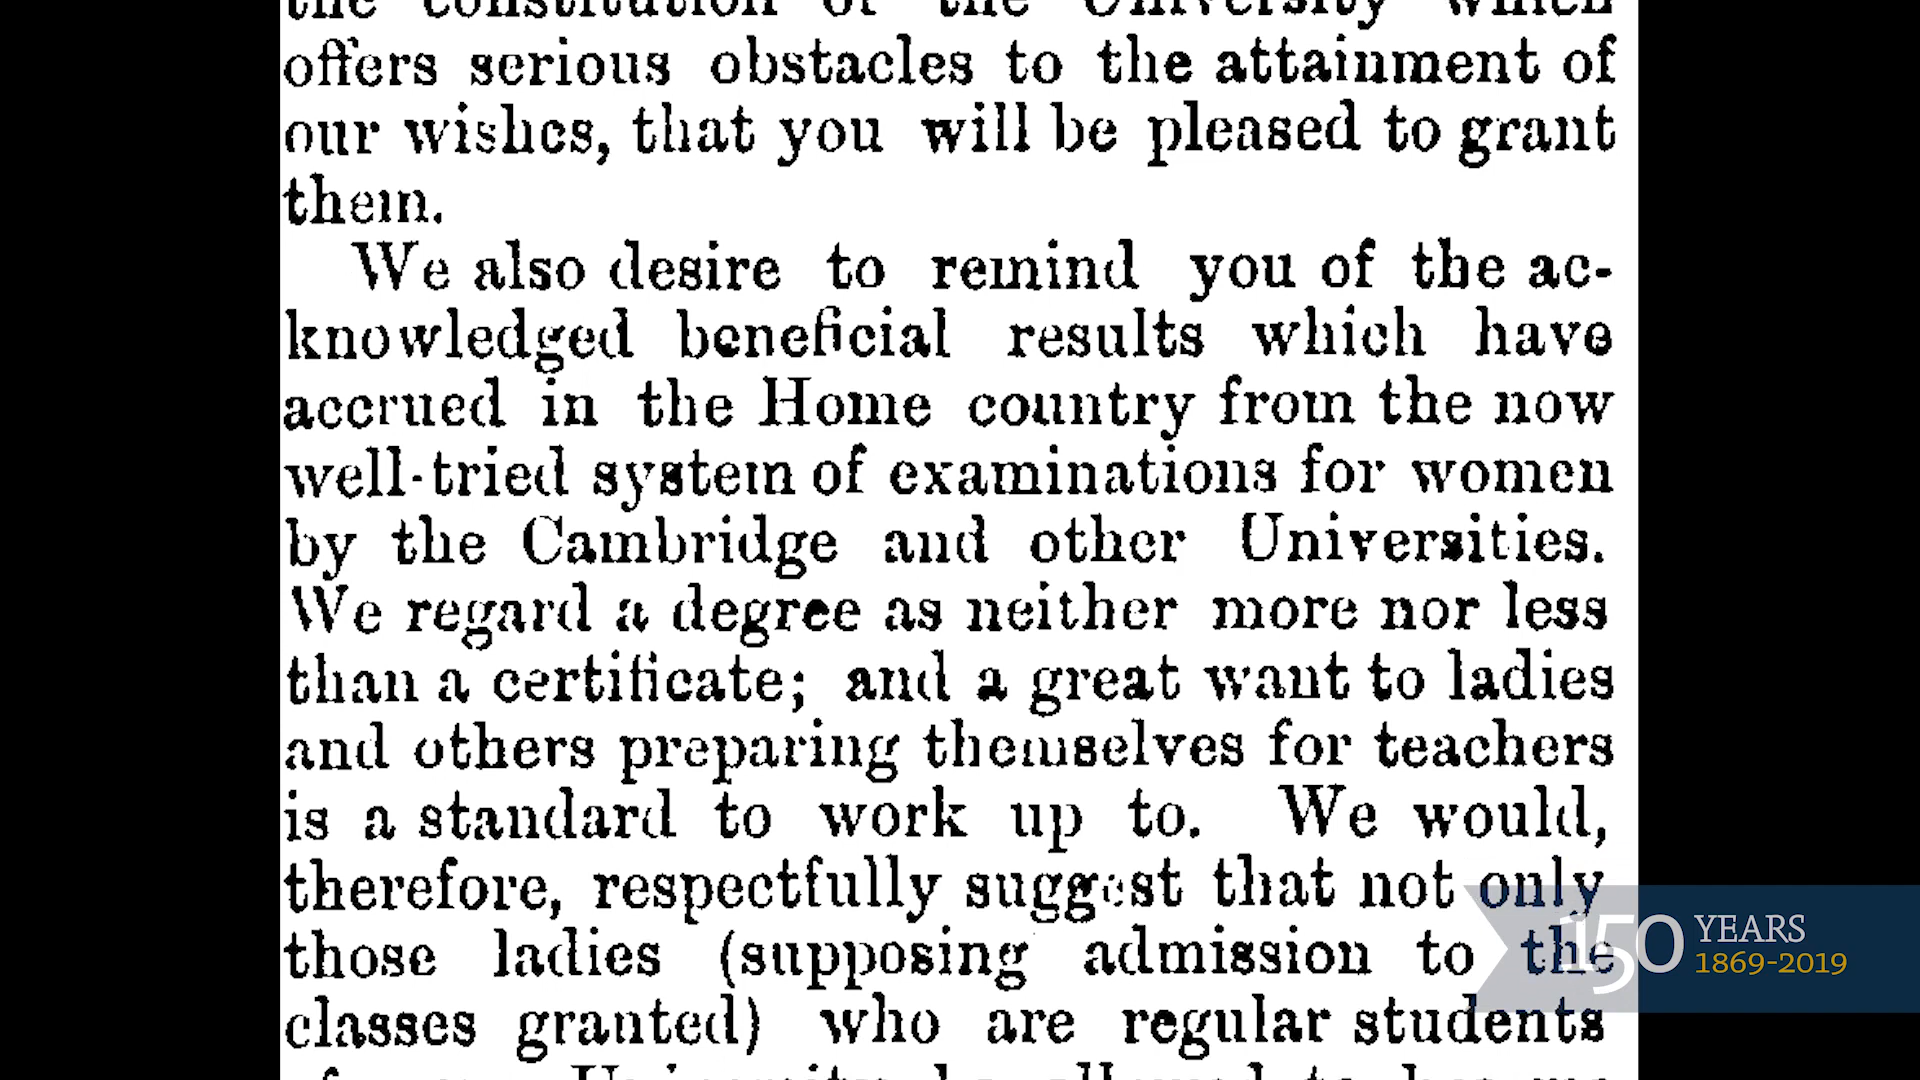 the constitution of the University which
offers serious obstacles to the attainment of
our wishes, that you will be pleased to grant
them.
We also desire to remind you of the ac-
knowledged beneficial results which have
accrued in the Home country from the now
well-tried system of examinations for women
by the Cambridge and other Universities.
We regard a degree as neither more nor less
than a certificate; and a great want to ladies
and others preparing themselves for teachers
is a standard to work up to. We would,
therefore, respectfully suggest that not only
those ladies (supposing admission to the
classes granted) who are regular students
University be allowed to become
150 YEARS
1869-2019